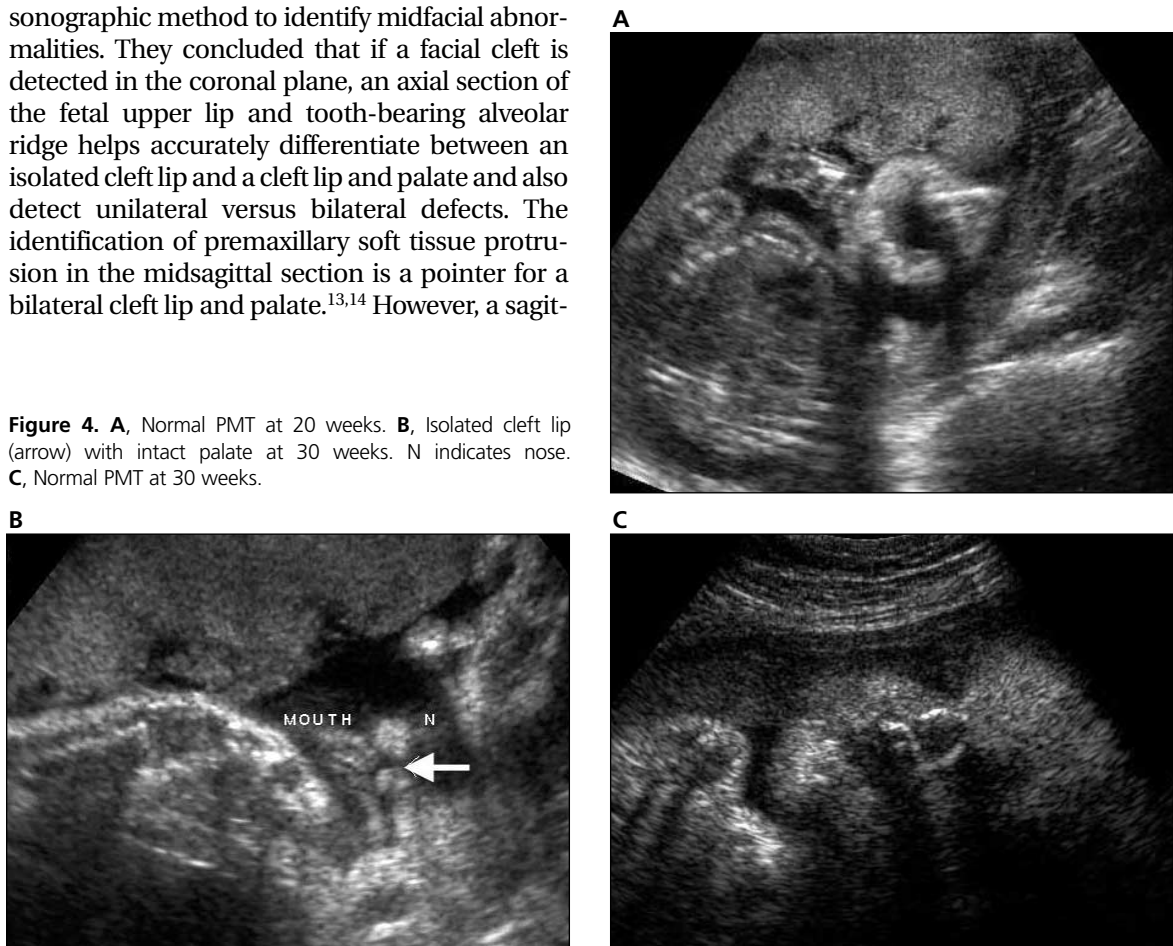 sonographic method to identify midfacial abnor-
malities. They concluded that if a facial cleft is
detected in the coronal plane, an axial section of
the fetal upper lip and tooth-bearing alveolar
ridge helps accurately differentiate between an
isolated cleft lip and a cleft lip and palate and also
detect unilateral versus bilateral defects. The
identification of premaxillary soft tissue protru-
sion in the midsagittal section is a pointer for a
bilateral cleft lip and palate.13,14 However, a sagit-
Figure 4. A, Normal PMT at 20 weeks. B, Isolated cleft lip
(arrow) with intact palate at 30 weeks. N indicates nose.
C, Normal PMT at 30 weeks.
A
B
MOUTH N
C